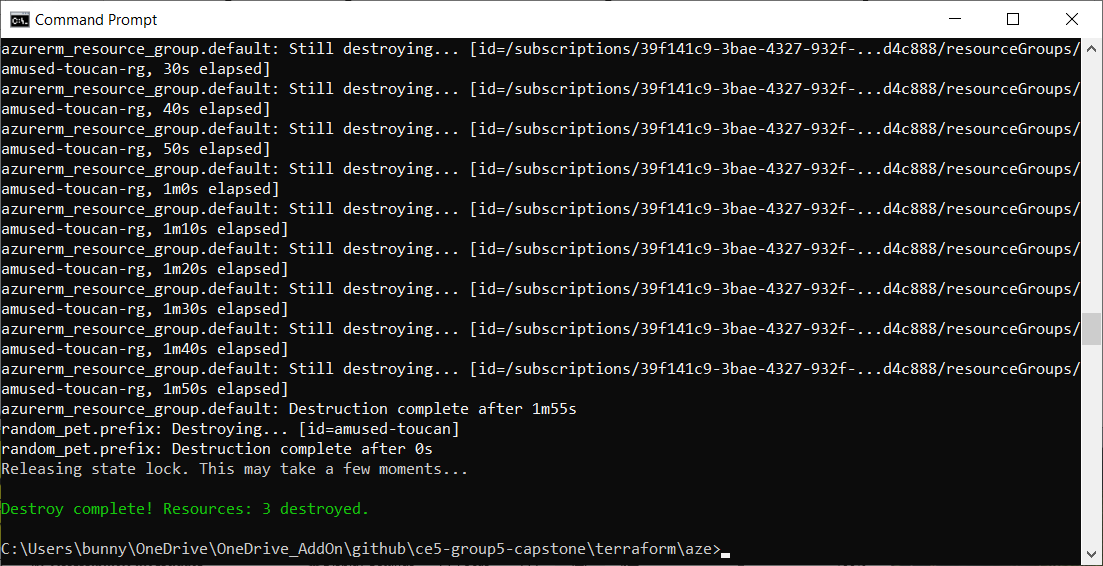 Command Prompt
azurerm_resource_group.default: Still destroying... [id=/subscriptions/39f141c9-3bae-4327-932f-...d4c888/resourceGroups/
amused-toucan-rg, 30s elapsed]
azurerm_resource_group.default: Still destroying... [id=/subscriptions/39f141c9-3bae-4327-932f-...d4c888/resourceGroups/
amused-toucan-rg, 40s elapsed]
azurerm_resource_group.default: Still destroying... [id=/subscriptions/39f141c9-3bae-4327-932f-...d4c888/resourceGroups/
amused-toucan-rg, 50s elapsed]
azurerm_resource_group.default: Still destroying... [id=/subscriptions/39f141c9-3bae-4327-932f-...d4c888/resourceGroups/
amused-toucan-rg, 1m0s elapsed]
azurerm_resource_group.default: Still destroying... [id=/subscriptions/39f141c9-3bae-4327-932f-...d4c888/resourceGroups/
amused-toucan-rg, 1m10s elapsed]
azurerm_resource_group.default: Still destroying... [id=/subscriptions/39f141c9-3bae-4327-932f-...d4c888/resourceGroups/
amused-toucan-rg, 1m20s elapsed]
azurerm_resource_group.default: Still destroying... [id=/subscriptions/39f141c9-3bae-4327-932f-...d4c888/resourceGroups/
amused-toucan-rg, 1m30s elapsed]
azurerm_resource_group.default: Still destroying... [id=/subscriptions/39f141c9-3bae-4327-932f-...d4c888/resourceGroups/
amused-toucan-rg, 1m40s elapsed]
azurerm_resource_group.default: Still destroying... [id=/subscriptions/39f141c9-3bae-4327-932f-...d4c888/resourceGroups/
amused-toucan-rg, 1m50s elapsed]
azurerm_resource_group.default: Destruction complete after 1m55s
random_pet.prefix: Destroying... [id=amused-toucan]
random_pet.prefix: Destruction complete after 0s
Releasing state lock. This may take a few moments...
Destroy complete! Resources: 3 destroyed.
C:\Users\bunny\OneDrive\OneDrive_AddOn\github\ce5-group5-capstone\terraform\aze>